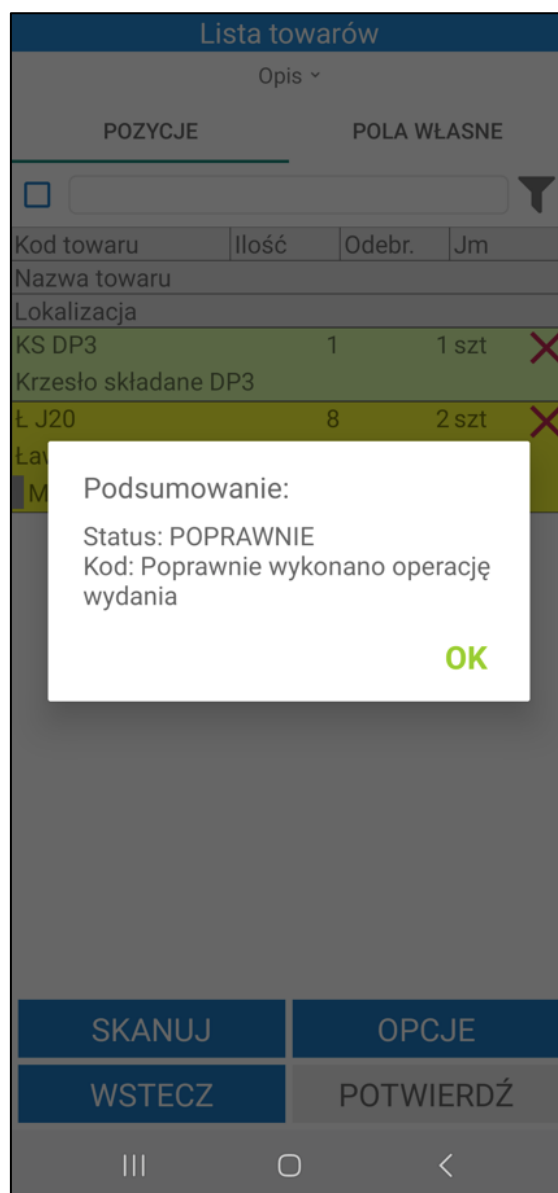 Lista towarów
Opis
POZYCJE POLA WŁASNE
Kod towaru Ilość Odebr. Jm
Nazwa towaru
Lokalizacja
KS DP3 1 1 szt
Krzesło składane DP3
Ł J20 8 2 szt
Ław
M
Podsumowanie:
Status: POPRAWNIE
Kod: Poprawnie wykonano operację
wydania
OK
SKANUJ OPCJE
WSTECZ POTWIERDŹ